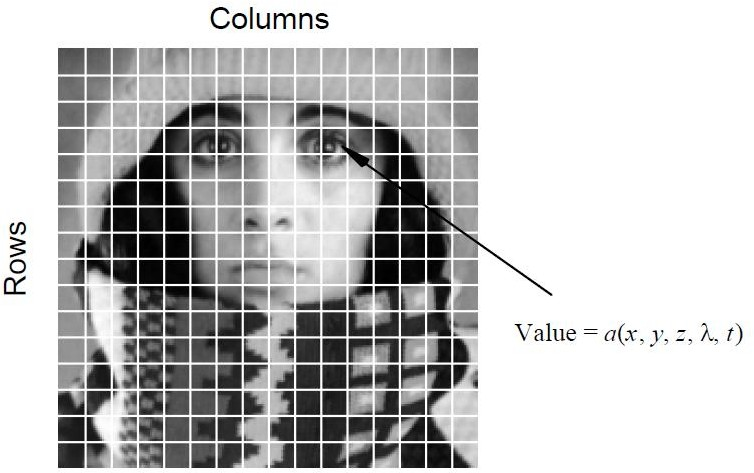 Columns
Rows
Value = a(x, y, z, λ, t)